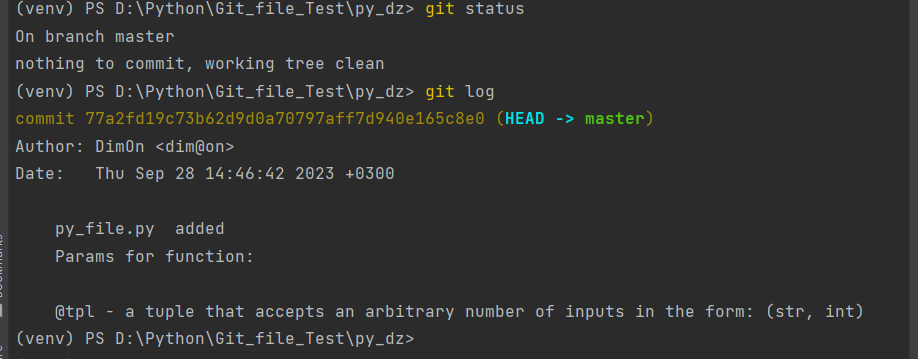 (venv) PS D:\Python\Git_file_Test\py_dz> git status
On branch master
nothing to commit, working tree clean
(venv) PS D:\Python\Git_file_Test\py_dz> git log
commit 77a2fd19c73b62d9d0a70797aff7d940e165c8e0 (HEAD -> master)
Author: DimOn <dim@on>
Date:   Thu Sep 28 14:46:42 2023 +0300
    py_file.py  added
    Params for function:
    @tpl - a tuple that accepts an arbitrary number of inputs in the form: (str, int)
(venv) PS D:\Python\Git_file_Test\py_dz>